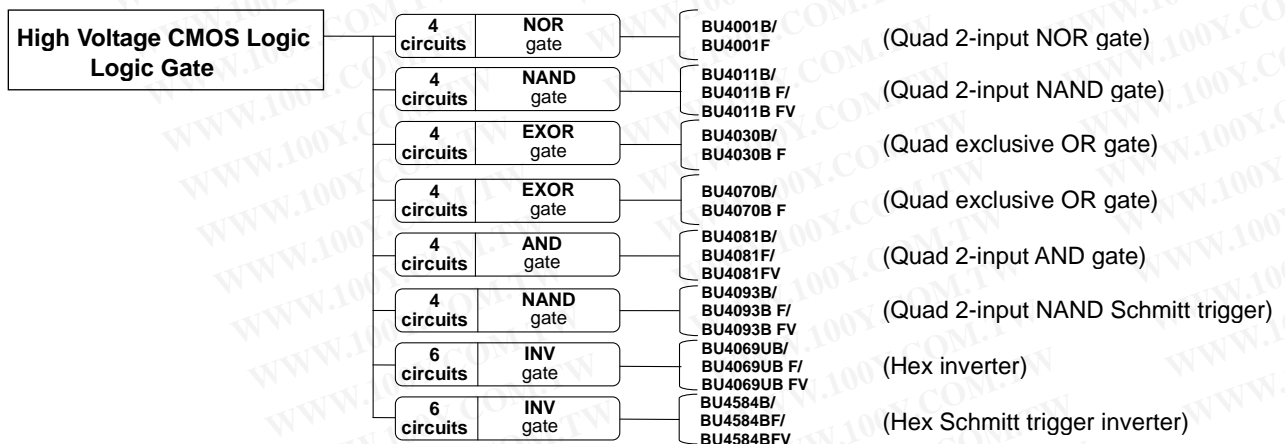 High Voltage CMOS Logic
Logic Gate
4
circuits
NOR
gate
BU4001B/
BU4001F
(Quad 2-input NOR gate)
4
circuits
NAND
gate
BU4011B/
BU4011B F/
BU4011B FV
(Quad 2-input NAND gate)
4
circuits
EXOR
gate
BU4030B/
BU4030B F
(Quad exclusive OR gate)
4
circuits
EXOR
gate
BU4070B/
BU4070B F
(Quad exclusive OR gate)
4
circuits
AND
gate
BU4081B/
BU4081F/
BU4081FV
(Quad 2-input AND gate)
4
circuits
NAND
gate
BU4093B/
BU4093B F/
BU4093B FV
(Quad 2-input NAND Schmitt trigger)
6
circuits
INV
gate
BU4069UB/
BU4069UB F/
BU4069UB FV
(Hex inverter)
6
circuits
INV
gate
BU4584B/
BU4584BF/
BU4584BFV
(Hex Schmitt trigger inverter)
WWW.100Y.COM.TW